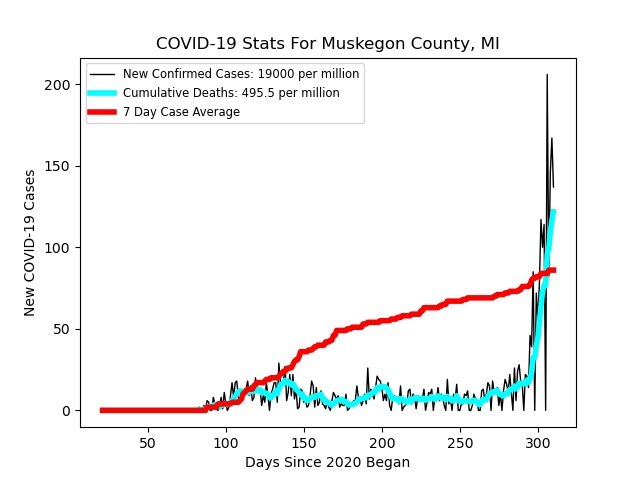 COVID-19 Stats For Muskegon County, MI
New Confirmed Cases: 19000 per million
Cumulative Deaths: 495.5 per million
7 Day Case Average
New COVID-19 Cases
200
150
100
50
0
50 100 150 200 250 300
Days Since 2020 Began